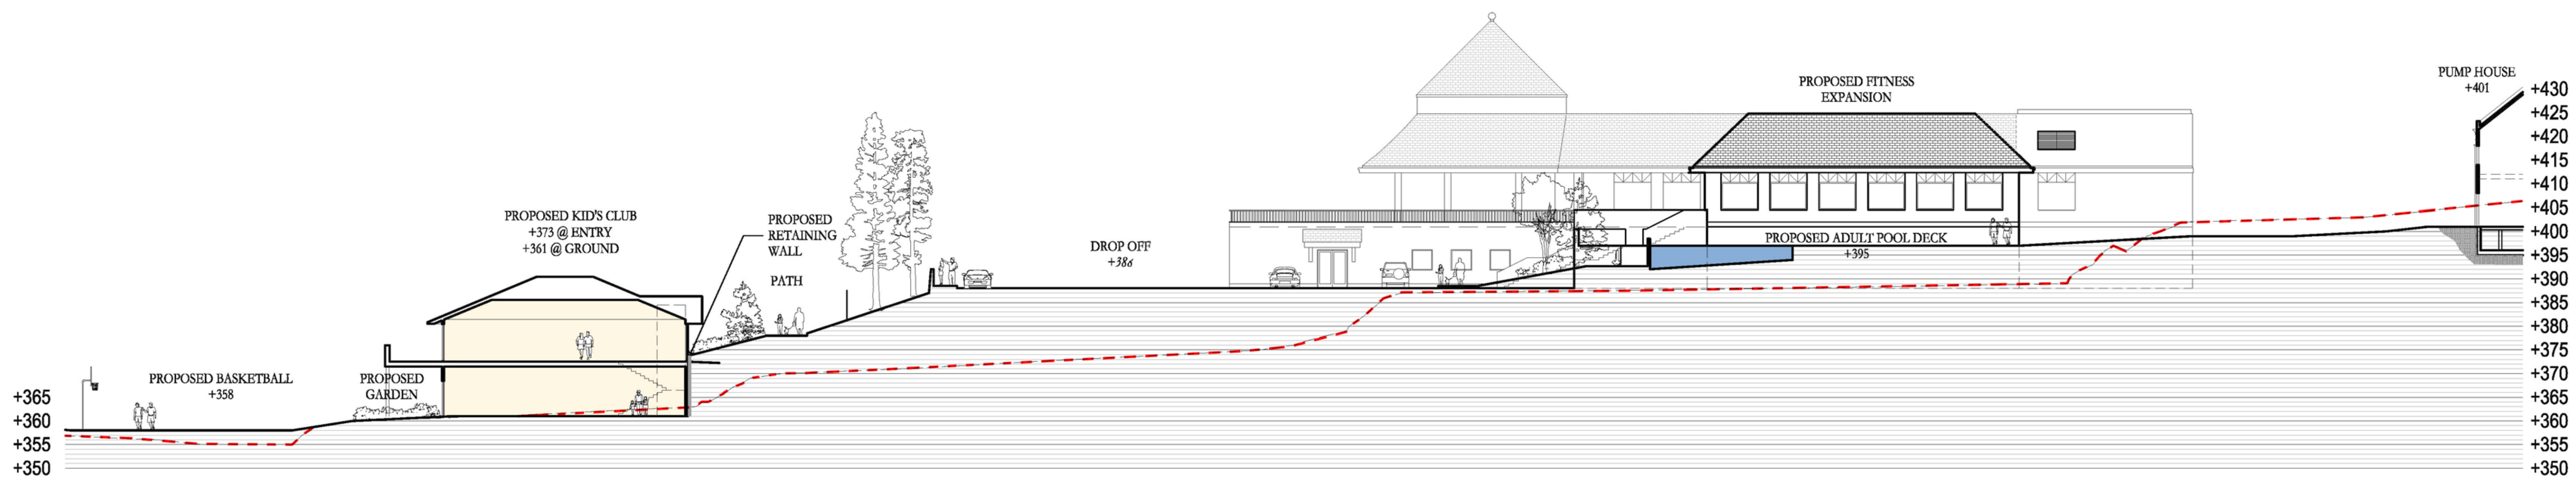 PUMP HOUSE
+401
PROPOSED FITNESS
EXPANSION
PROPOSED KID'S CLUB
+373 @ ENTRY
+361 @ GROUND
PROPOSED
RETAINING
WALL
PATH
DROP OFF
+386
PROPOSED ADULT POOL DECK
+395
PROPOSED BASKETBALL
+358
PROPOSED
GARDEN
+365
+360
+355
+350
+430
+425
+420
+415
+410
+405
+400
+395
+390
+385
+380
+375
+370
+365
+360
+355
+350